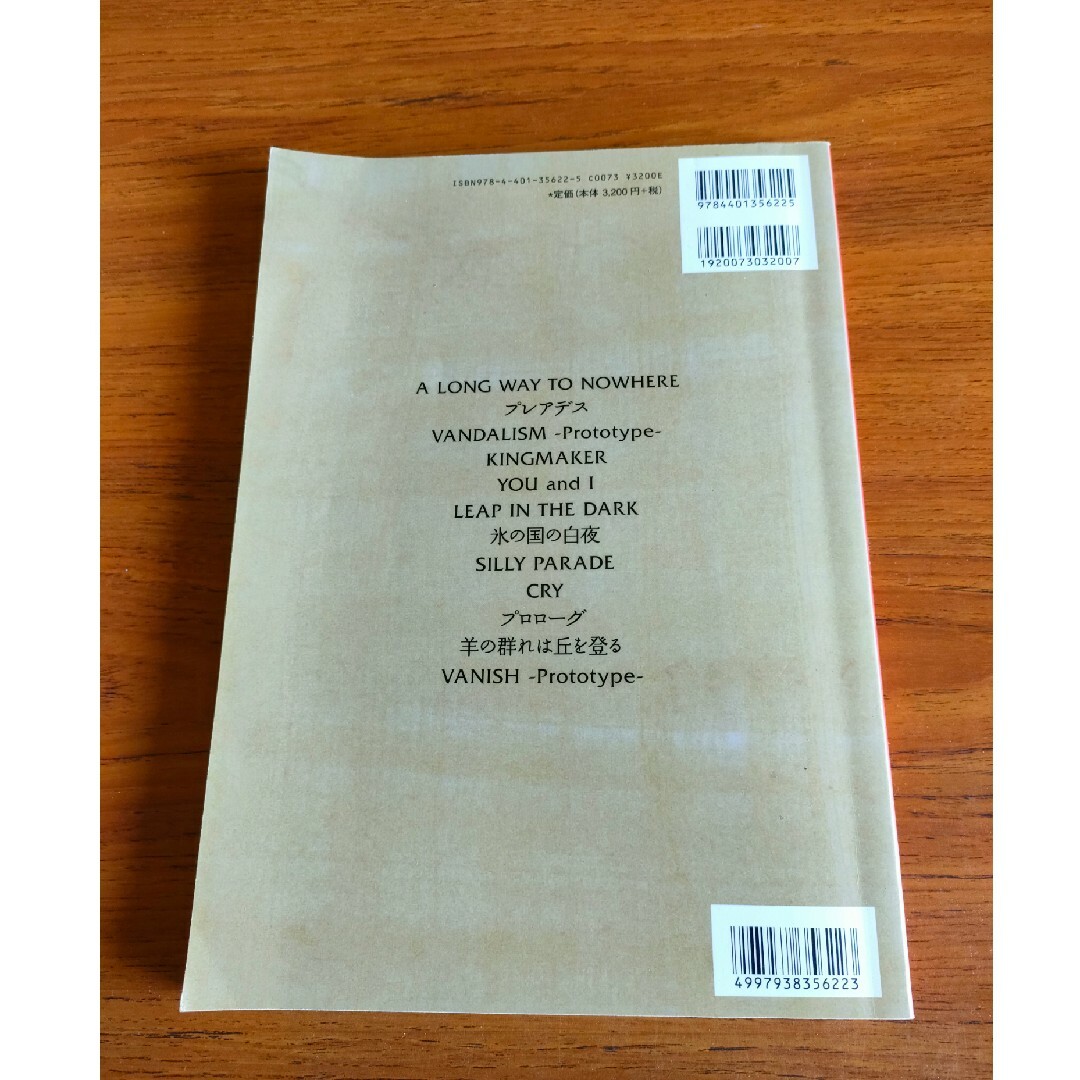 ISBN978-4-401-35622-5 C0073 ¥3200E
*定価(本体 3,200円+税)
9784401356225
1920073032007
A LONG WAY TO NOWHERE
プレアデス
VANDALISM -Prototype-
KINGMAKER
YOU and I
LEAP IN THE DARK
氷の国の白夜
SILLY PARADE
CRY
プロローグ
羊の群れは丘を登る
VANISH -Prototype-
4997938356223